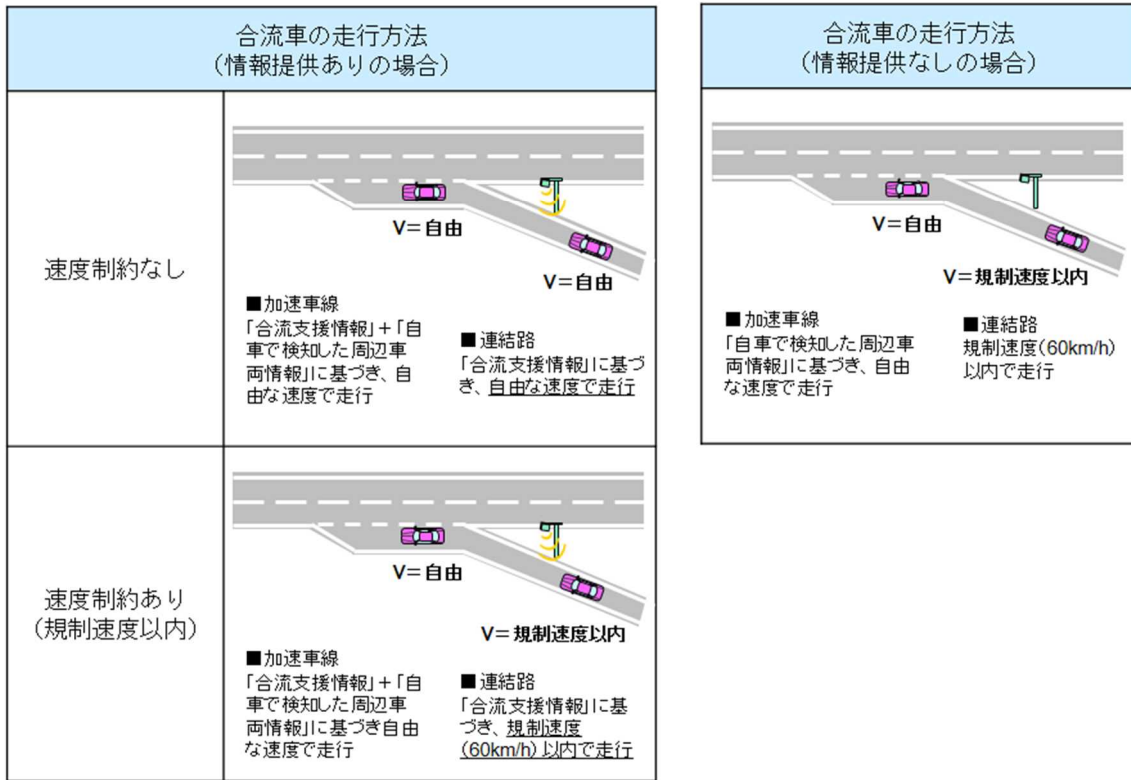 合流車の走行方法
(情報提供ありの場合)
速度制約なし
V=自由
V=自由
■加速車線
「合流支援情報」+「自
車で検知した周辺車
両情報」に基づき、自
由な速度で走行
■連結路
「合流支援情報」に基づ
き、自由な速度で走行
速度制約あり
(規制速度以内)
V=自由
V=規制速度以内
■加速車線
「合流支援情報」+「自
車で検知した周辺車
両情報」に基づき自由
な速度で走行
■連結路
「合流支援情報」に基
づき、規制速度
(60km/h)以内で走行
合流車の走行方法
(情報提供なしの場合)
V=自由
V=規制速度以内
■加速車線
「自車で検知した周辺車
両情報」に基づき、自由
な速度で走行
■連結路
規制速度(60km/h)
以内で走行